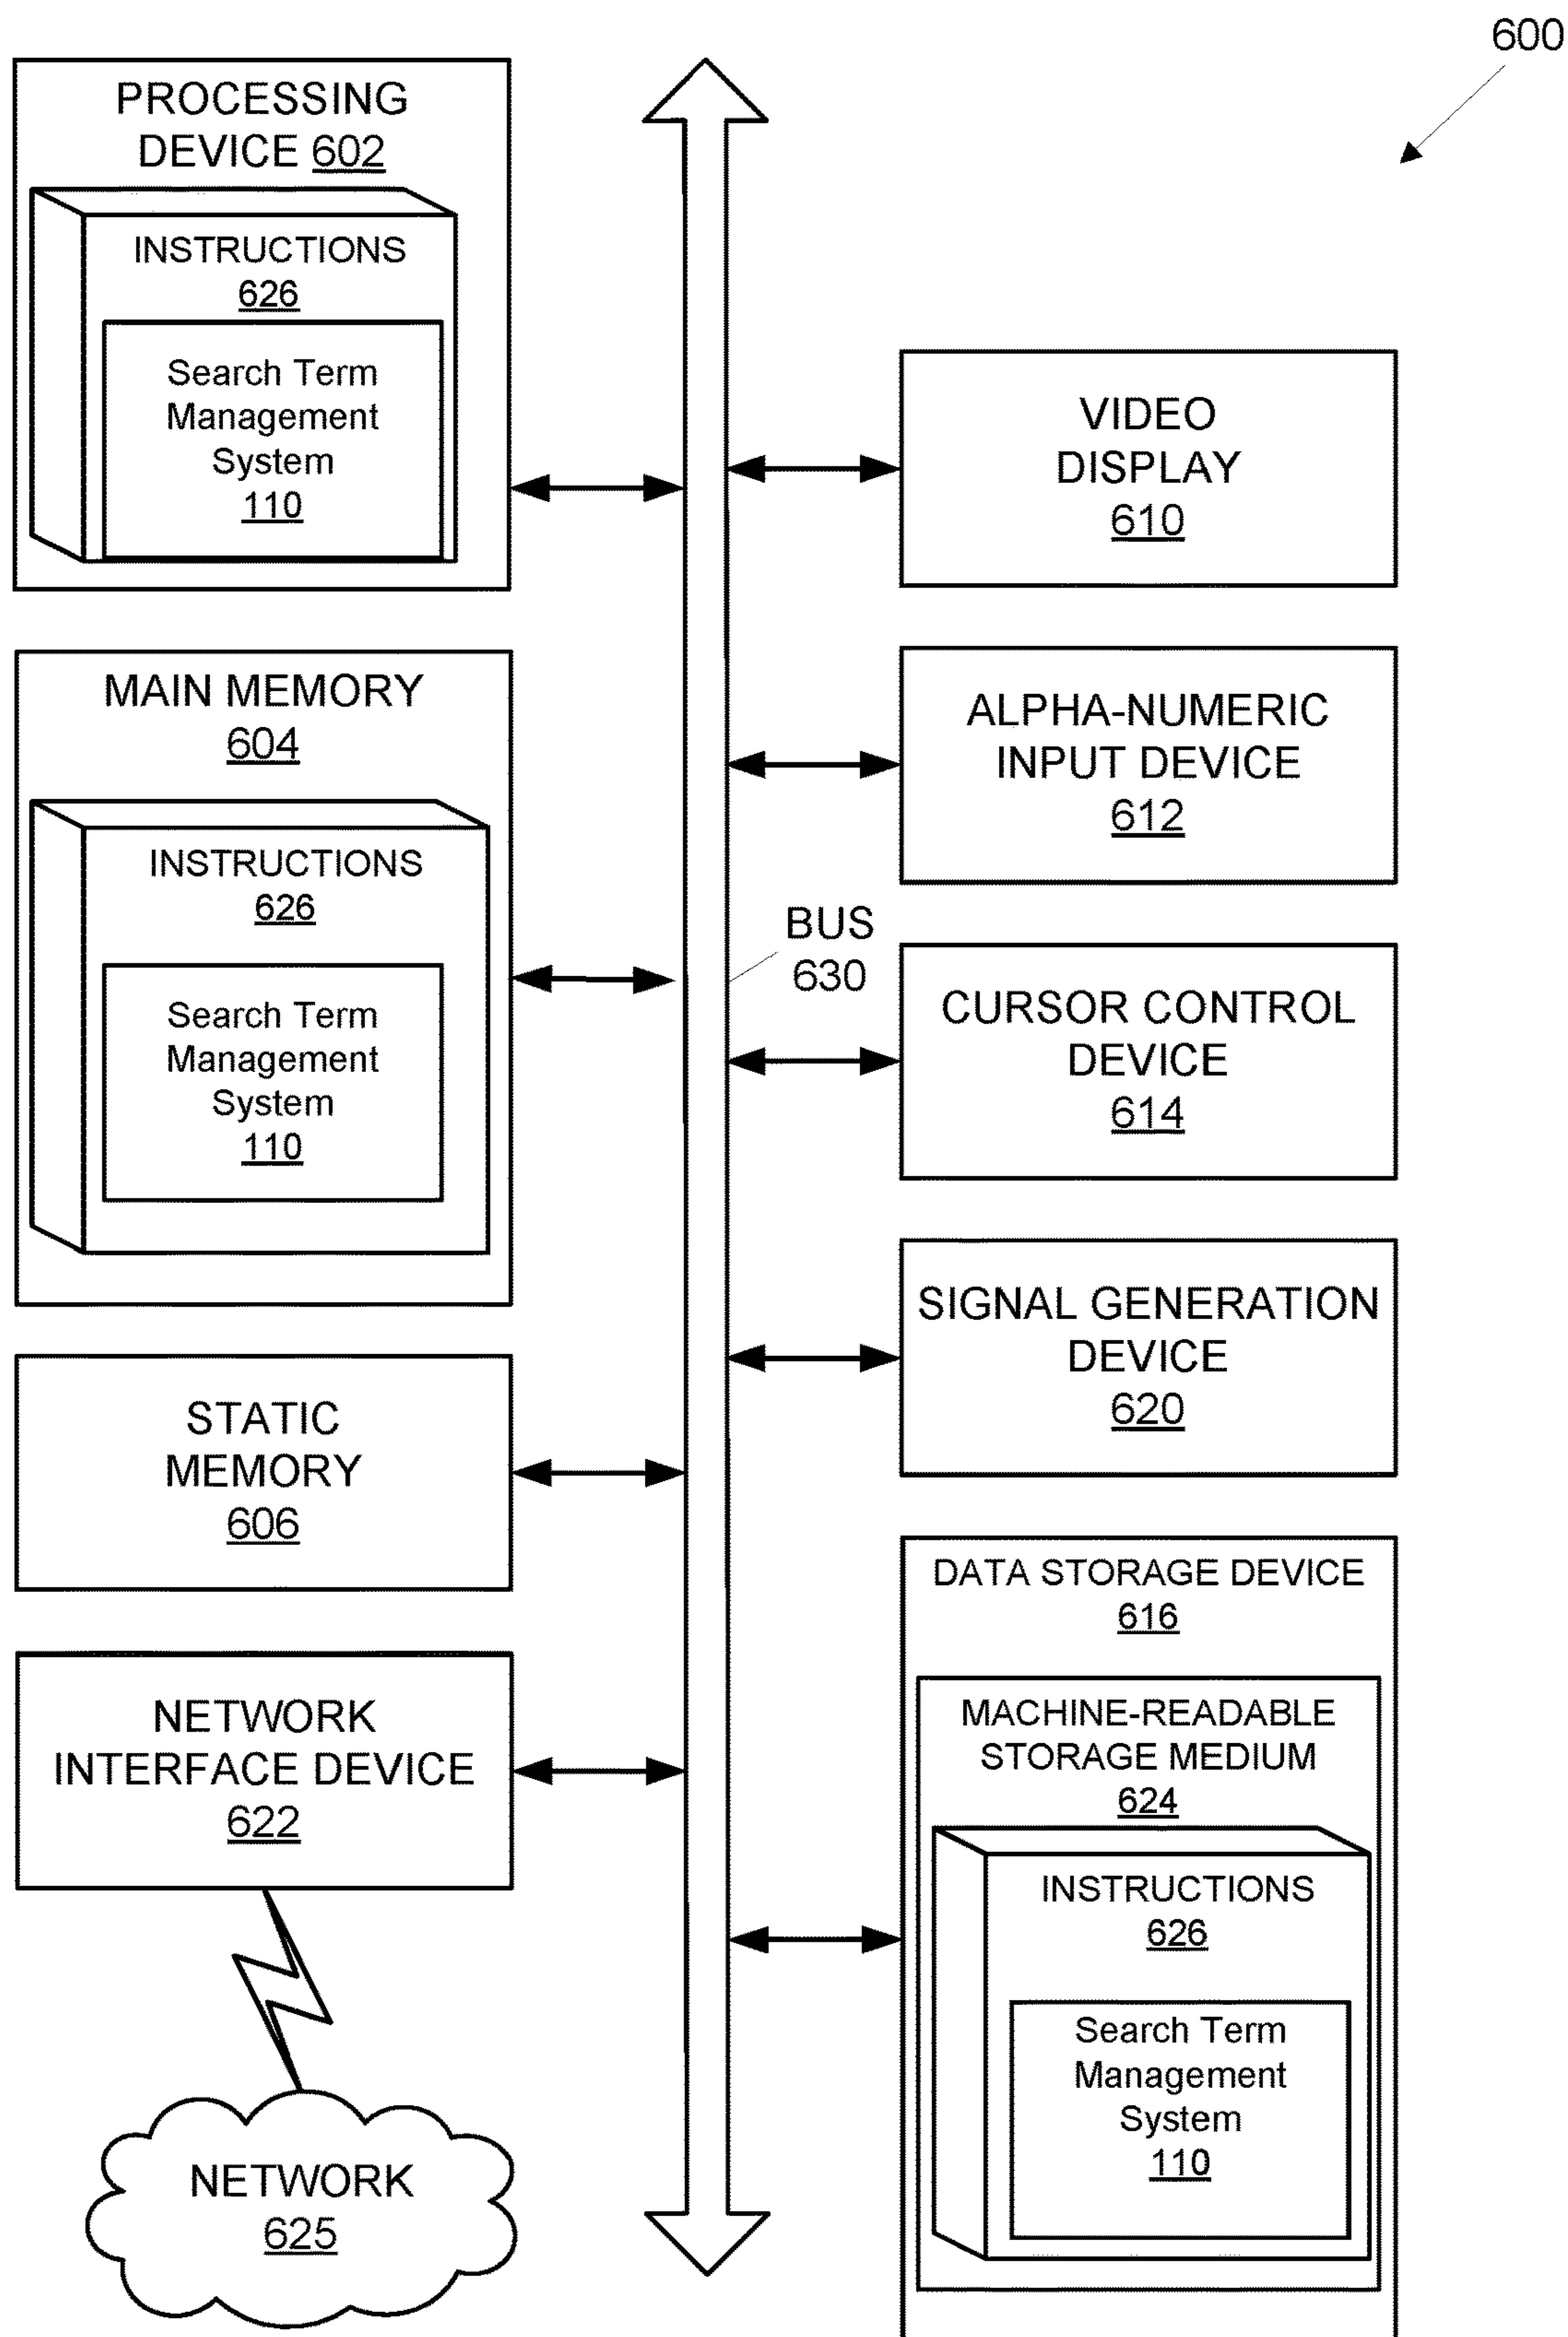 600
PROCESSING
DEVICE 602
INSTRUCTIONS
626
Search Term
Management
System
110
MAIN MEMORY
604
INSTRUCTIONS
626
Search Term
Management
System
110
STATIC
MEMORY
606
NETWORK
INTERFACE DEVICE
622
NETWORK
625
BUS
630
VIDEO
DISPLAY
610
ALPHA-NUMERIC
INPUT DEVICE
612
CURSOR CONTROL
DEVICE
614
SIGNAL GENERATION
DEVICE
620
DATA STORAGE DEVICE
616
MACHINE-READABLE
STORAGE MEDIUM
624
INSTRUCTIONS
626
Search Term
Management
System
110